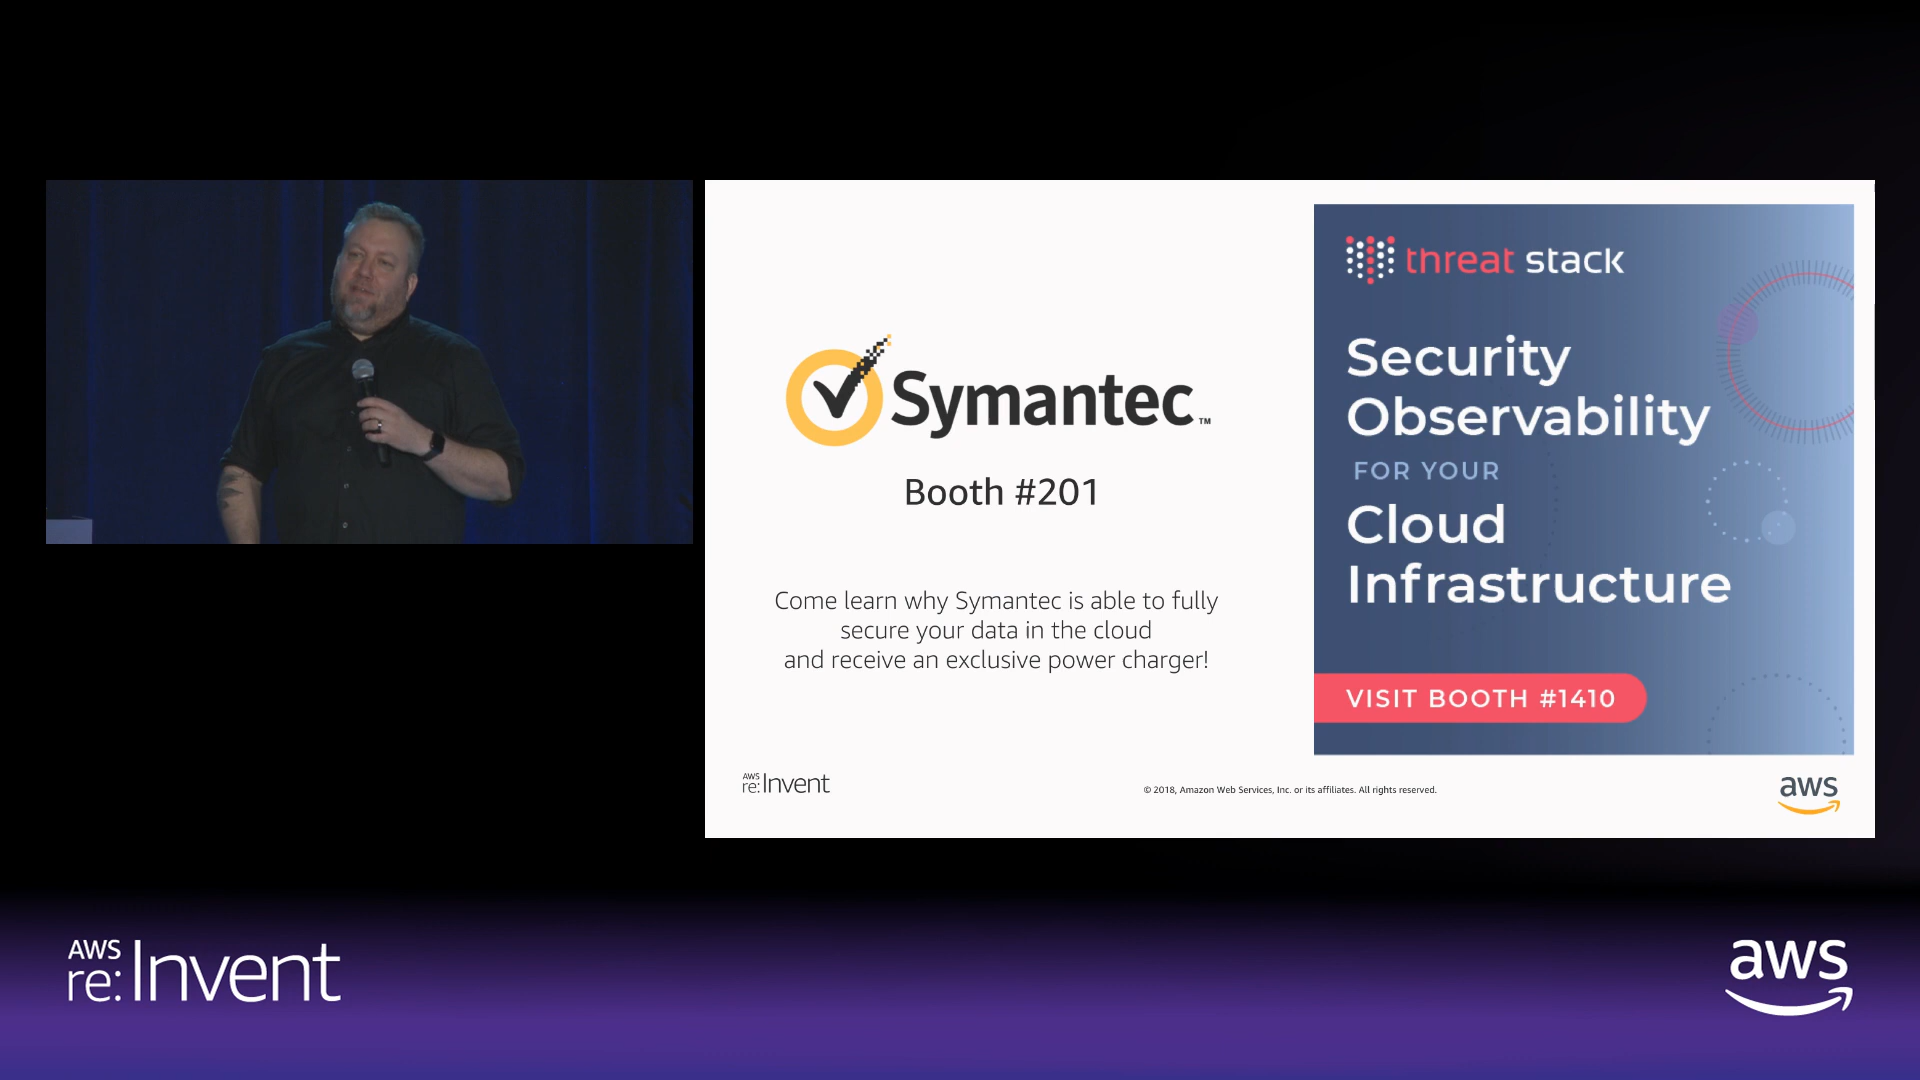 Symantec™
Booth #201
Come learn why Symantec is able to fully
secure your data in the cloud
and receive an exclusive power charger!
threat stack
Security
Observability
FOR YOUR
Cloud
Infrastructure
VISIT BOOTH #1410
AWS
re:Invent
© 2018, Amazon Web Services, Inc. or its affiliates. All rights reserved.
aws
AWS
re:Invent
aws